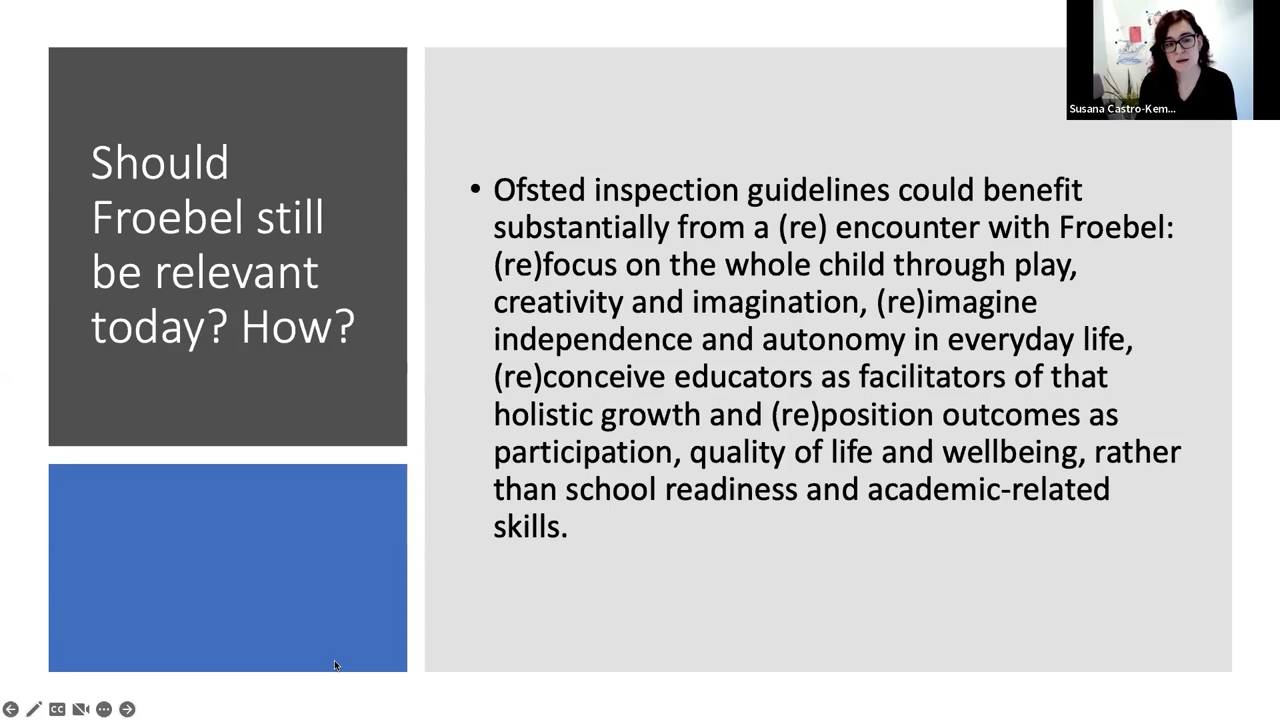 Should
Froebel still
be relevant
today? How?
• Ofsted inspection guidelines could benefit
substantially from a (re) encounter with Froebel:
(re)focus on the whole child through play,
creativity and imagination, (re)imagine
independence and autonomy in everyday life,
(re)conceive educators as facilitators of that
holistic growth and (re)position outcomes as
participation, quality of life and wellbeing, rather
than school readiness and academic-related
skills.
Susana Castro-Kem...
CC